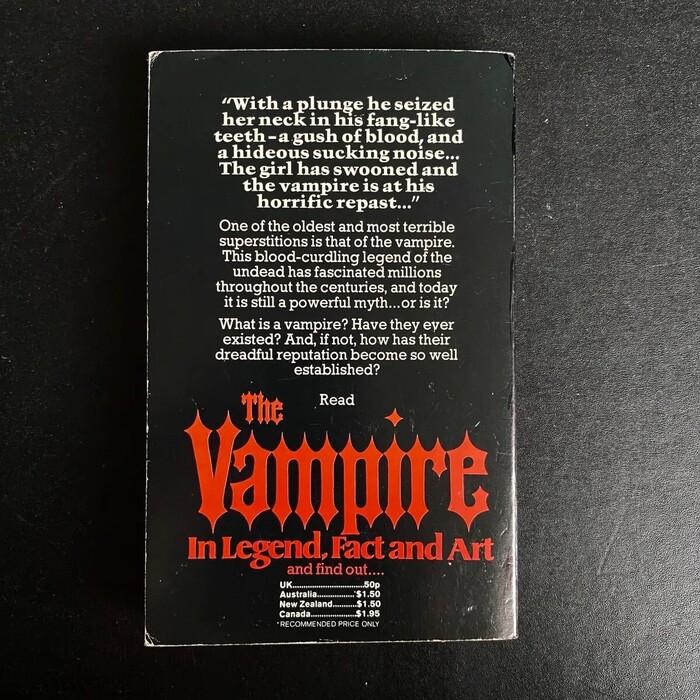 “With a plunge he seized
her neck in his fang-like
teeth–a gush of blood, and
a hideous sucking noise...
The girl has swooned and
the vampire is at his
horrific repast...”
One of the oldest and most terrible
superstitions is that of the vampire.
This blood-curdling legend of the
undead has fascinated millions
throughout the centuries, and today
it is still a powerful myth...or is it?
What is a vampire? Have they ever
existed? And, if not, how has their
dreadful reputation become so well
established?
Read
The
Vampire
In Legend, Fact and Art
and find out....
UK..............................50p
Australia...............*$1.50
New Zealand..........$1.50
Canada...................$1.95
*RECOMMENDED PRICE ONLY